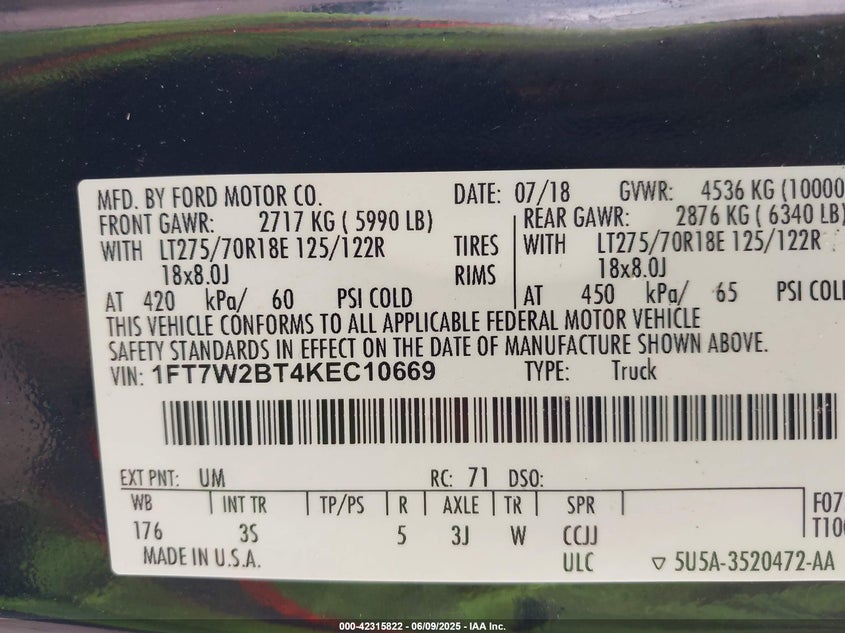 MFD. BY FORD MOTOR CO. DATE: 07/18 GVWR: 4536 KG (10000
FRONT GAWR: 2717 KG ( 5990 LB) REAR GAWR: 2876 KG ( 6340 LB)
WITH LT275/70R18E 125/122R TIRES WITH LT275/70R18E 125/122R
18x8.0J RIMS 18x8.0J
AT 420 kPa/ 60 PSI COLD AT 450 kPa/ 65 PSI COLD
THIS VEHICLE CONFORMS TO ALL APPLICABLE FEDERAL MOTOR VEHICLE
SAFETY STANDARDS IN EFFECT ON THE DATE OF MANUFACTURE SHOWN ABOVE.
VIN: 1FT7W2BT4KEC10669 TYPE: Truck
EXT PNT: UM RC: 71 DSO:
WB INT TR TP/PS R AXLE TR SPR
176 3S 5 3J W CCJJ
F07
T100
MADE IN U.S.A. ULC ▽ 5U5A-3520472-AA
000-42315822 - 06/09/2025 - IAA Inc.